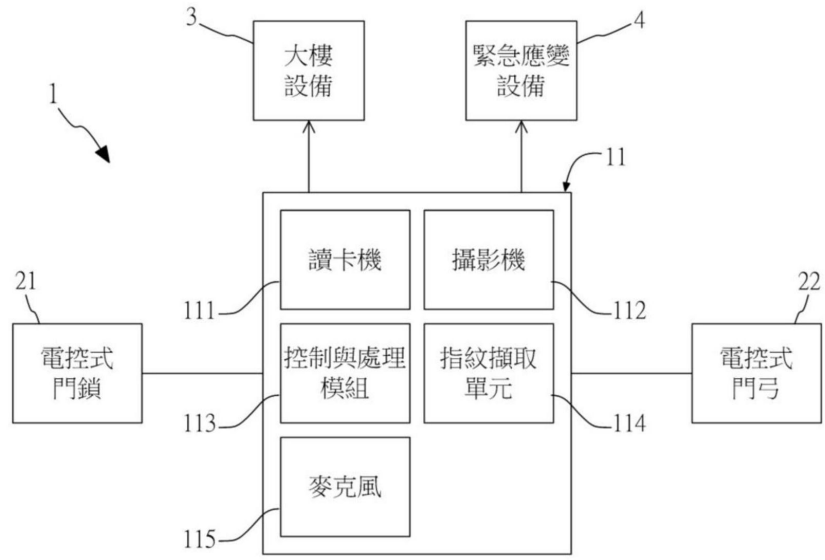 3
大樓
設備
4
緊急應變
設備
1
11
讀卡機
攝影機
111
112
21
22
電控式
門鎖
控制與處理
模組
指紋擷取
單元
電控式
門弓
113
114
麥克風
115